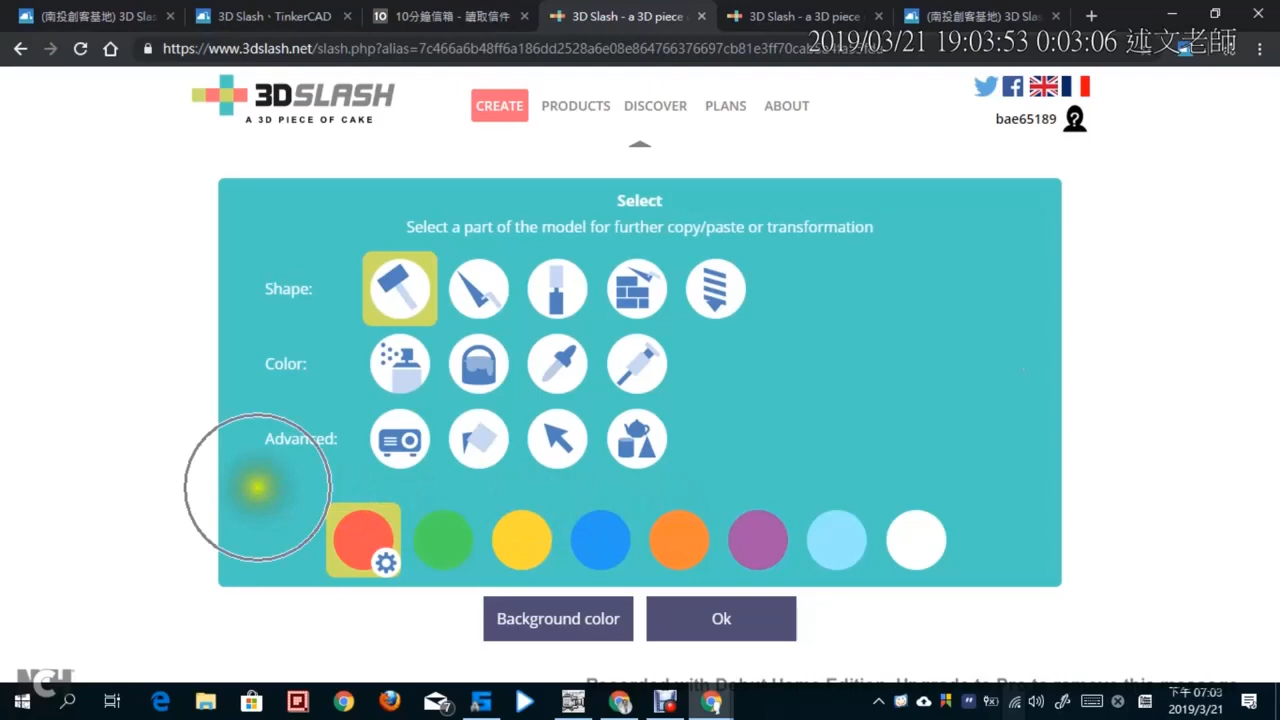 (南投創客基地) 3D Slas
3D Slash、TinkerCAD
10分鐘信箱 - 讀取信件
3D Slash - a 3D piece
3D Slash - a 3D piece
(南投創客基地) 3D Slas
https://www.3dslash.net/slash.php?alias=
2019/03/21 19:03:53 0:03:06 述文老師
3DSLASH
A 3D PIECE OF CAKE
CREATE
PRODUCTS
DISCOVER
PLANS
ABOUT
bae65189
Select
Select a part of the model for further copy/paste or transformation
Shape:
Color:
Advanced:
Background color
Ok
NCH
Recorded with Debut Home Edition. Upgrade to Pro to remove this message
7
下午 07:03
2019/3/21